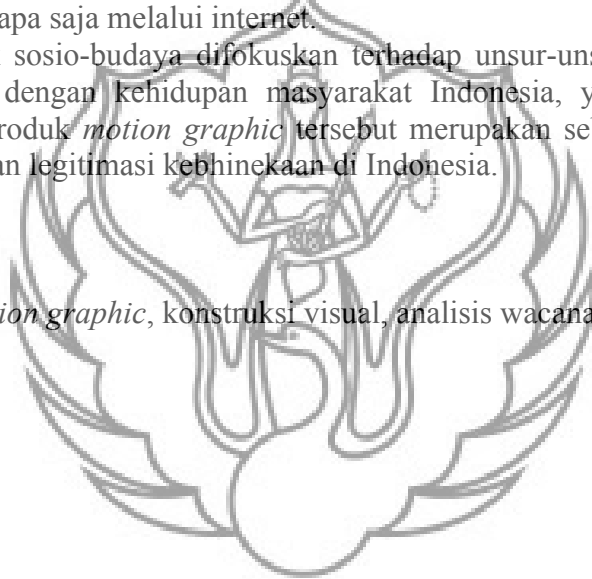 apa saja melalui internet.
sosio-budaya difokuskan terhadap unsur-uns
dengan kehidupan masyarakat Indonesia, y
roduk motion graphic tersebut merupakan se
an legitimasi kebhinekaan di Indonesia.
ion graphic, konstruksi visual, analisis wacana